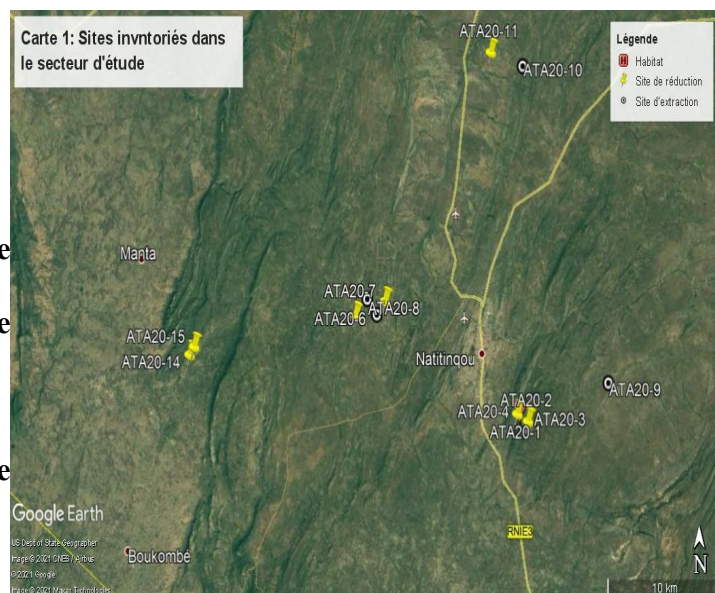 Carte 1: Sites invntoriés dans
le secteur d'étude
Légende
Habitat
Site de réduction
Site d'extraction
ATA20-11
ATA20-10
e
Manta
ATA20-7
ATA20-8
ATA20-6
e
ATA20-15
ATA20-14
Natitinqou
ATA20-9
ATA20-2
ATA20-4
ATA20-3
ATA20-1
e
Google Earth
RNIE3
US Dept of State Geographer
Image © 2021 CNES / Airbus
© 2021 Google
Image © 2021 Maxar Technologies
Boukombé
N
10 km